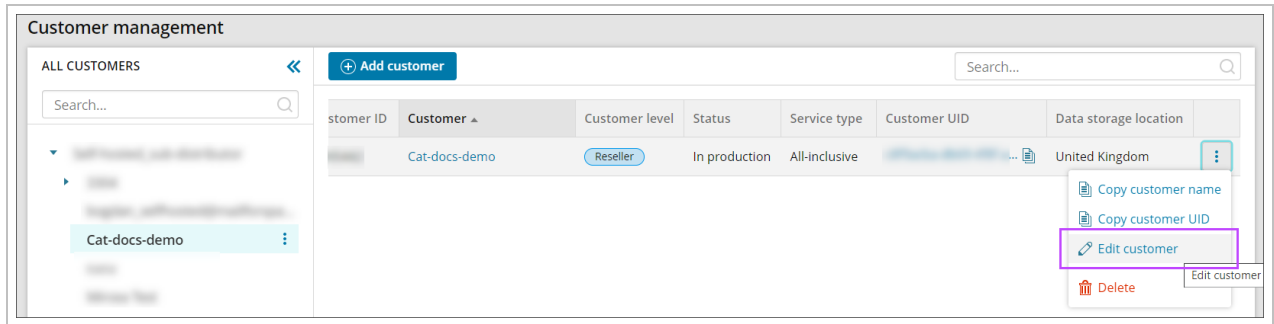 Customer management
ALL CUSTOMERS
Add customer
Search...
Search...
stomer ID Customer Customer level Status Service type Customer UID Data storage location
Cat-docs-demo Reseller In production All-inclusive ... United Kingdom
Copy customer name
Copy customer UID
Cat-docs-demo
Edit customer
Edit customer
Delete